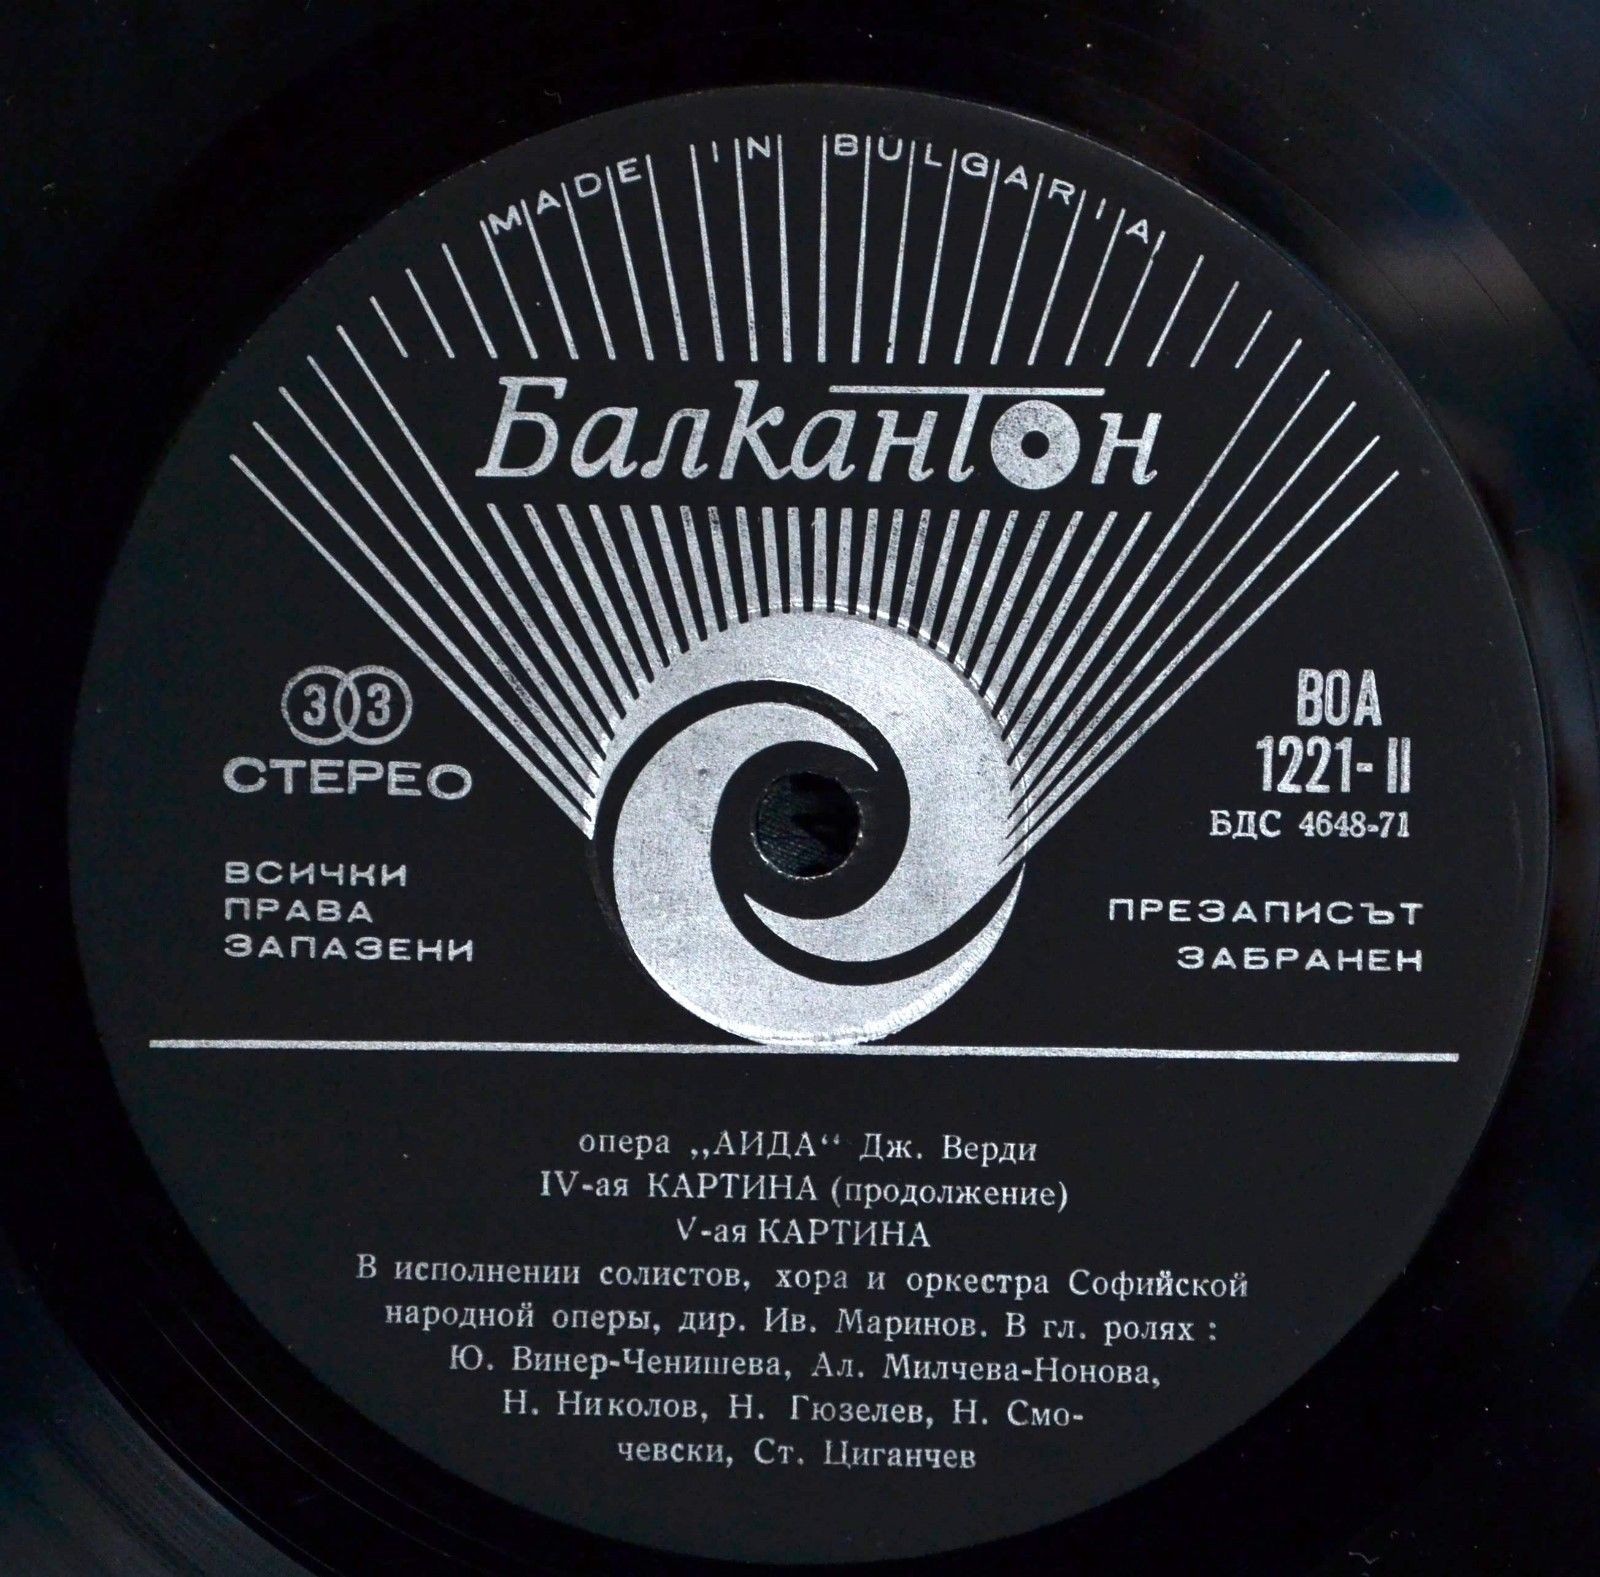 MADE IN BULGARIA
Балкантон
33
СТЕРЕО
ВСИЧКИ
ПРАВА
ЗАПАЗЕНИ
ВОА
1221-II
БДС 4648-71
ПРЕЗАПИСЪТ
ЗАБРАНЕН
опера „АИДА“ Дж. Верди
IV-ая КАРТИНА (продолжение)
V-ая КАРТИНА
В исполнении солистов, хора и оркестра Софийской
народной оперы, дир. Ив. Маринов. В гл. ролях :
Ю. Винер-Ченишева, Ал. Милчева-Нонова,
Н. Николов, Н. Гюзелев, Н. Смо-
чевски, Ст. Циганчев